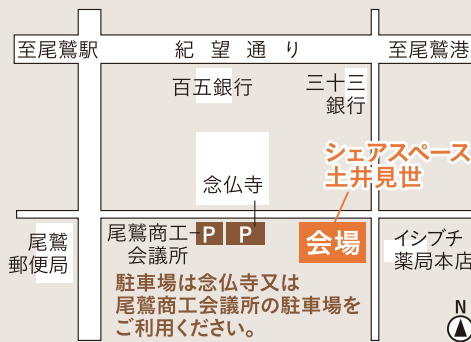 至尾鷲駅
紀望通り
至尾鷲港
百五銀行
三十三
銀行
シェアスペース
土井見世
念仏寺
尾鷲
郵便局
尾鷲商工
会議所
P
P
会場
イシブチ
薬局本店
駐車場は念仏寺又は
尾鷲商工会議所の駐車場を
ご利用ください。
N